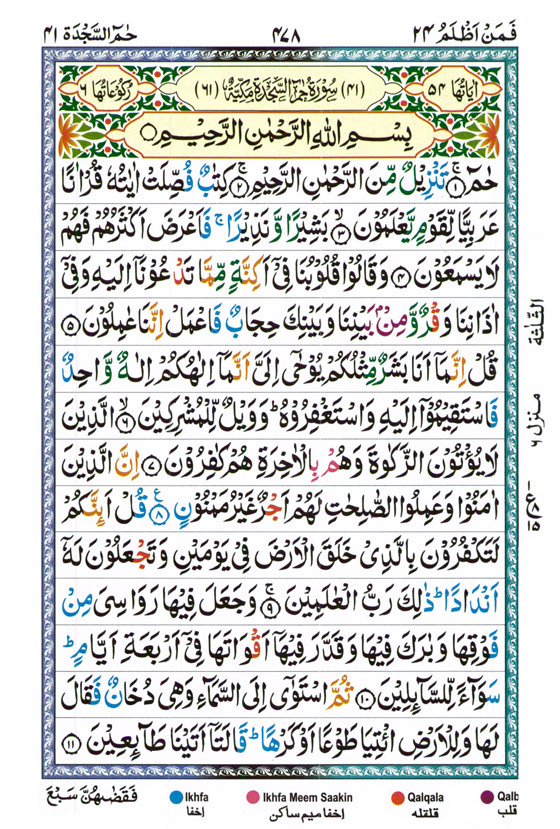 فَمَنْ اَظْلَمُ ٢٤ ٤٧٨ حٰمٓ السَّجْدَة ٤١
اٰيَاتُهَا ٥٤ (٤١) سُوْرَةُ حٰمٓ السَّجْدَةِ مَكِّيَّةٌ (٦١) رُكُوْعَاتُهَا ٦
بِسْمِ اللّٰهِ الرَّحْمٰنِ الرَّحِيْمِ
حٰمٓ ۚ ١ تَنْزِيْلٌ مِّنَ الرَّحْمٰنِ الرَّحِيْمِ ۚ ٢ كِتٰبٌ فُصِّلَتْ اٰيٰتُهٗ قُرْاٰنًا
عَرَبِيًّا لِّقَوْمٍ يَّعْلَمُوْنَ ۙ ٣ بَشِيْرًا وَّنَذِيْرًا ۚ فَاَعْرَضَ اَكْثَرُهُمْ فَهُمْ
لَا يَسْمَعُوْنَ ٤ وَقَالُوْا قُلُوْبُنَا فِيْٓ اَكِنَّةٍ مِّمَّا تَدْعُوْنَآ اِلَيْهِ وَفِيْٓ
اٰذَانِنَا وَقْرٌ وَّمِنْۢ بَيْنِنَا وَبَيْنِكَ حِجَابٌ فَاعْمَلْ اِنَّنَا عٰمِلُوْنَ ٥
قُلْ اِنَّمَآ اَنَا بَشَرٌ مِّثْلُكُمْ يُوْحٰٓى اِلَيَّ اَنَّمَآ اِلٰهُكُمْ اِلٰهٌ وَّاحِدٌ
فَاسْتَقِيْمُوْٓا اِلَيْهِ وَاسْتَغْفِرُوْهُ ؕ وَوَيْلٌ لِّلْمُشْرِكِيْنَ ۙ ٦ الَّذِيْنَ
لَا يُؤْتُوْنَ الزَّكٰوةَ وَهُمْ بِالْاٰخِرَةِ هُمْ كٰفِرُوْنَ ٧ اِنَّ الَّذِيْنَ
اٰمَنُوْا وَعَمِلُوا الصّٰلِحٰتِ لَهُمْ اَجْرٌ غَيْرُ مَمْنُوْنٍ ٨ قُلْ اَئِنَّكُمْ
لَتَكْفُرُوْنَ بِالَّذِيْ خَلَقَ الْاَرْضَ فِيْ يَوْمَيْنِ وَتَجْعَلُوْنَ لَهٗٓ
اَنْدَادًا ؕ ذٰلِكَ رَبُّ الْعٰلَمِيْنَ ۚ ٩ وَجَعَلَ فِيْهَا رَوَاسِيَ مِنْ
فَوْقِهَا وَبٰرَكَ فِيْهَا وَقَدَّرَ فِيْهَآ اَقْوَاتَهَا فِيْٓ اَرْبَعَةِ اَيَّامٍ ؕ
سَوَآءً لِّلسَّآئِلِيْنَ ١٠ ثُمَّ اسْتَوٰٓى اِلَى السَّمَآءِ وَهِيَ دُخَانٌ فَقَالَ
لَهَا وَلِلْاَرْضِ ائْتِيَا طَوْعًا اَوْ كَرْهًا ؕ قَالَتَآ اَتَيْنَا طَآئِعِيْنَ ١١
الثلثة
منزل ٦
فَقَضٰهُنَّ سَبْعَ
Ikhfa
Ikhfa Meem Saakin
Qalqala
Qalb
اخفا
اخفا ميم ساكن
قلقله
قلب